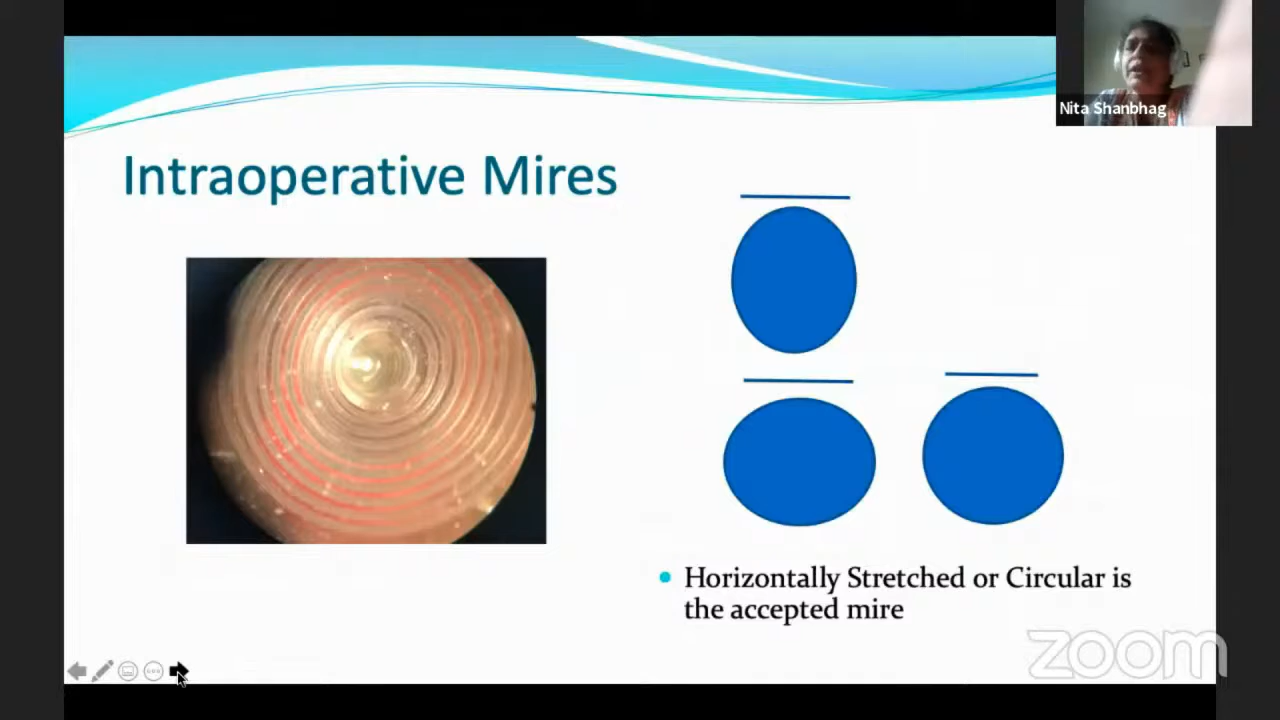 Nita Shanbhag
Intraoperative Mires
Horizontally Stretched or Circular is
the accepted mire
zoom